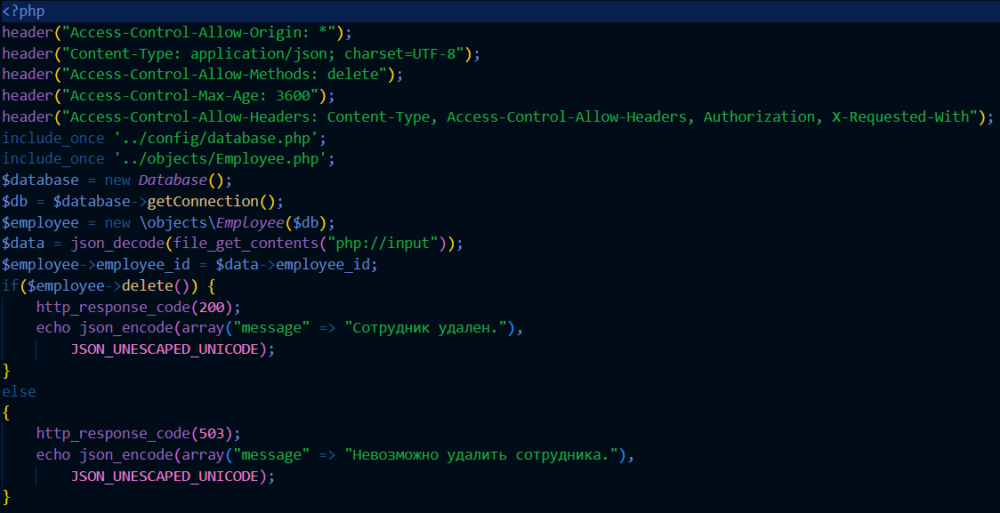 <?php
header("Access-Control-Allow-Origin: *");
header("Content-Type: application/json; charset=UTF-8");
header("Access-Control-Allow-Methods: delete");
header("Access-Control-Max-Age: 3600");
header("Access-Control-Allow-Headers: Content-Type, Access-Control-Allow-Headers, Authorization, X-Requested-With");
include_once '../config/database.php';
include_once '../objects/Employee.php';
$database = new Database();
$db = $database->getConnection();
$employee = new \objects\Employee($db);
$data = json_decode(file_get_contents("php://input"));
$employee->employee_id = $data->employee_id;
if($employee->delete()) {
    http_response_code(200);
    echo json_encode(array("message" => "Сотрудник удален."),
        JSON_UNESCAPED_UNICODE);
}
else
{
    http_response_code(503);
    echo json_encode(array("message" => "Невозможно удалить сотрудника."),
        JSON_UNESCAPED_UNICODE);
}